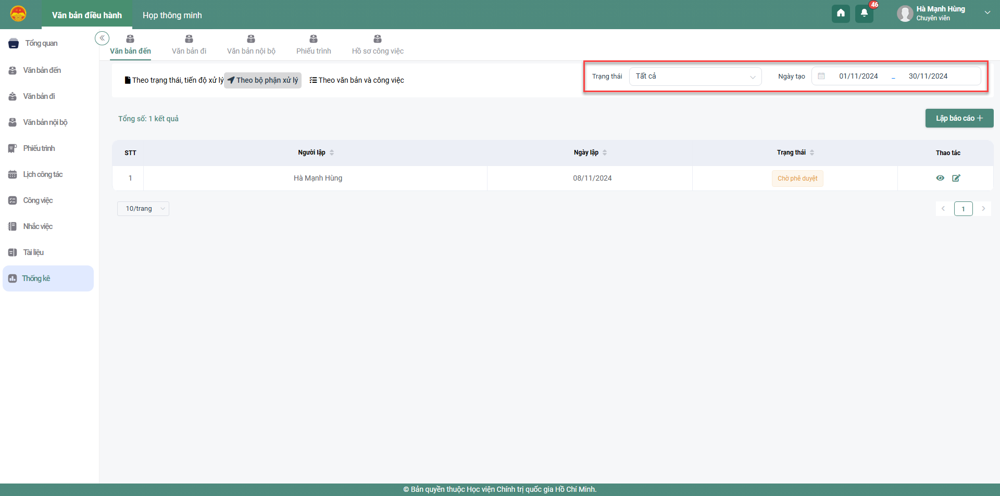 Văn bản điều hành
Họp thông minh
46
Hà Mạnh Hùng
Chuyên viên
Tổng quan
Văn bản đến
Văn bản đi
Văn bản nội bộ
Phiếu trình
Lịch công tác
Công việc
Nhắc việc
Tài liệu
Thống kê
Văn bản đến
Văn bản đi
Văn bản nội bộ
Phiếu trình
Hồ sơ công việc
Theo trạng thái, tiến độ xử lý
Theo bộ phận xử lý
Theo văn bản và công việc
Trạng thái
Tất cả
Ngày tạo
01/11/2024 – 30/11/2024
Tổng số: 1 kết quả
Lập báo cáo +
STT Người lập Ngày lập Trạng thái Thao tác
1 Hà Mạnh Hùng 08/11/2024 Chờ phê duyệt
10/trang
1
© Bản quyền thuộc Học viện Chính trị quốc gia Hồ Chí Minh.